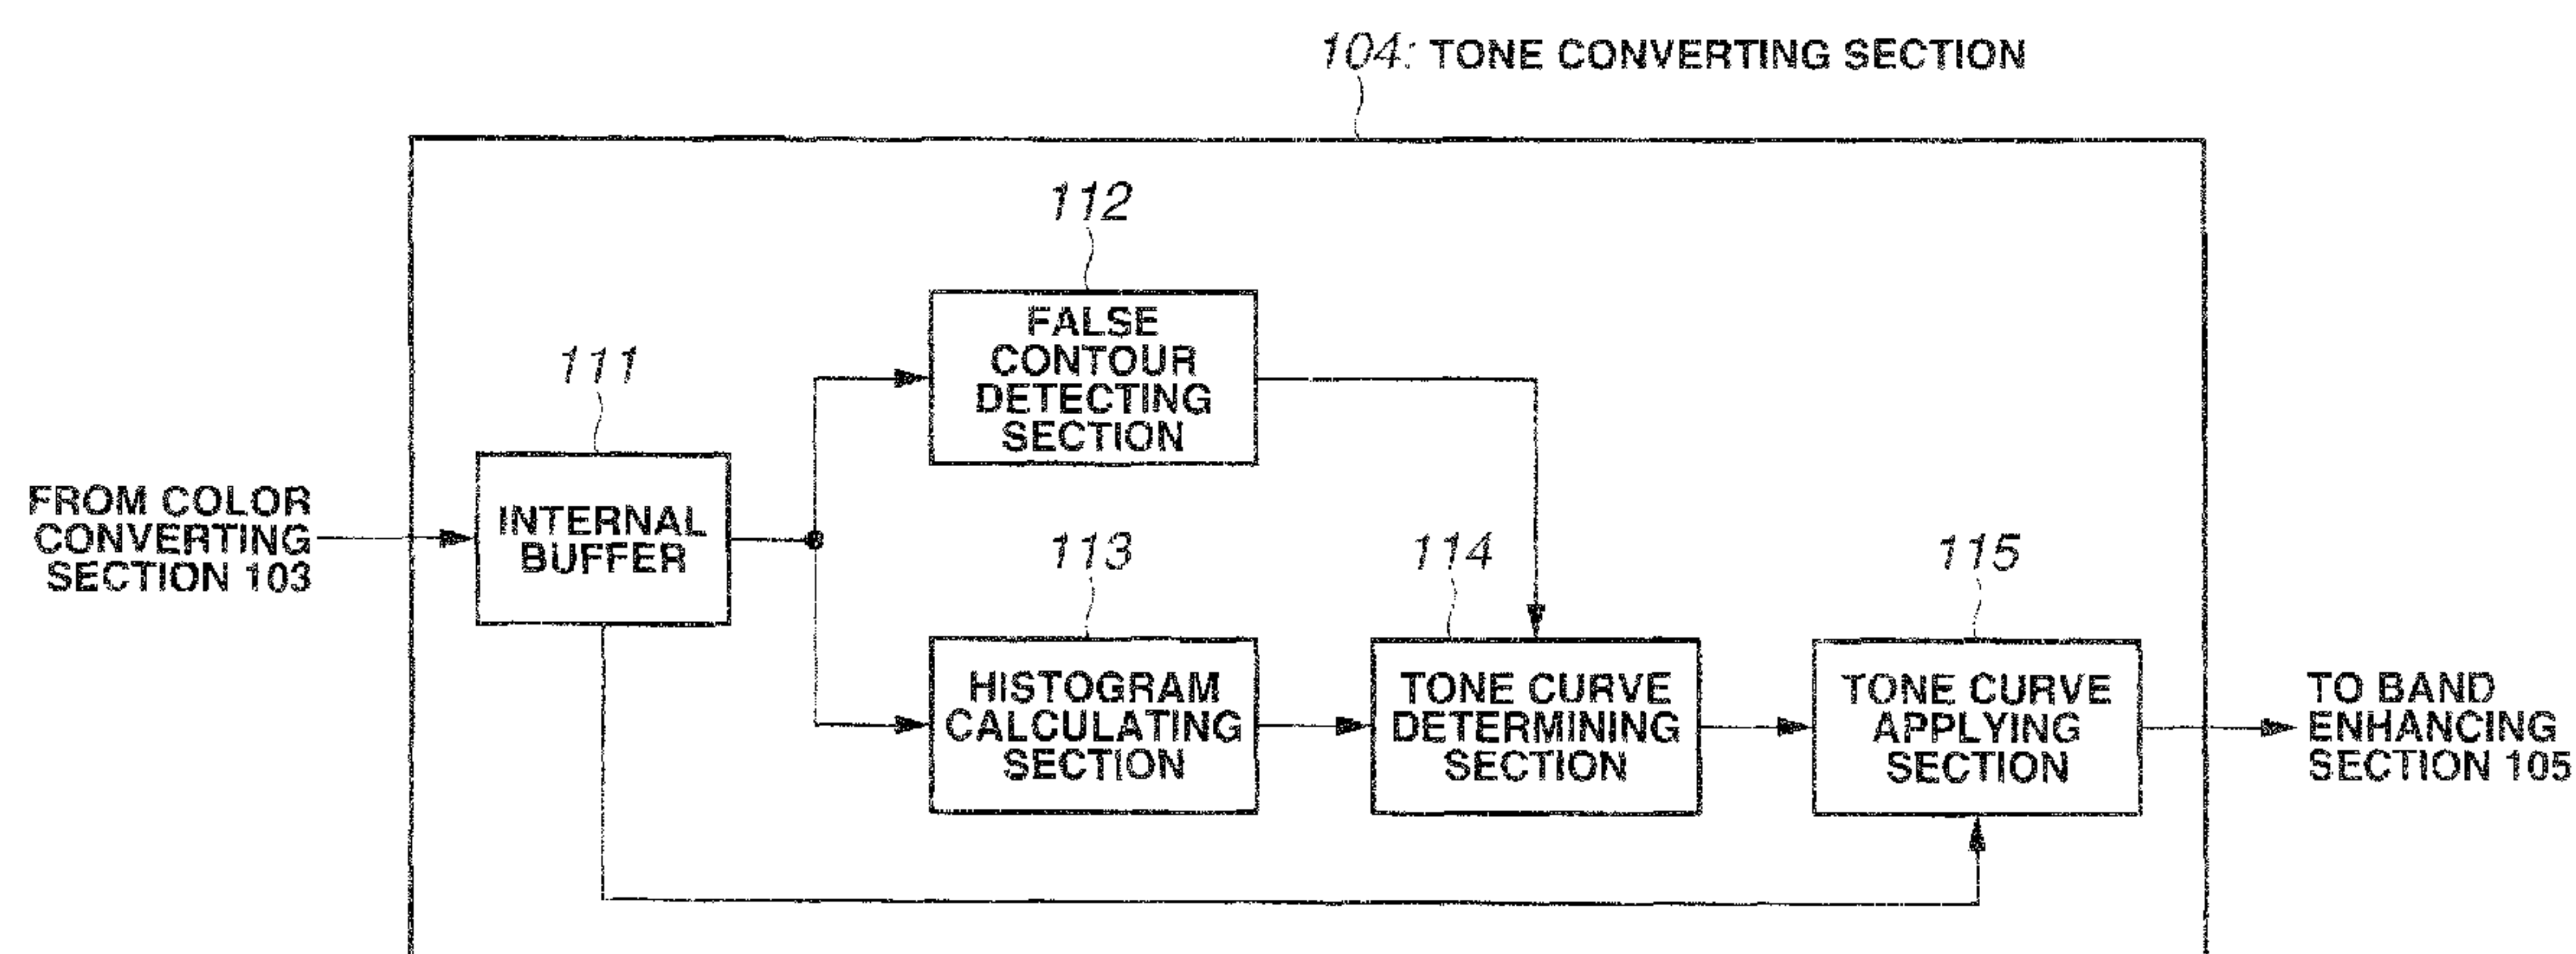 104: TONE CONVERTING SECTION
112
FALSE
CONTOUR
DETECTING
SECTION
111
INTERNAL
BUFFER
FROM COLOR
CONVERTING
SECTION 103
113
HISTOGRAM
CALCULATING
SECTION
114
TONE CURVE
DETERMINING
SECTION
115
TONE CURVE
APPLYING
SECTION
TO BAND
ENHANCING
SECTION 105